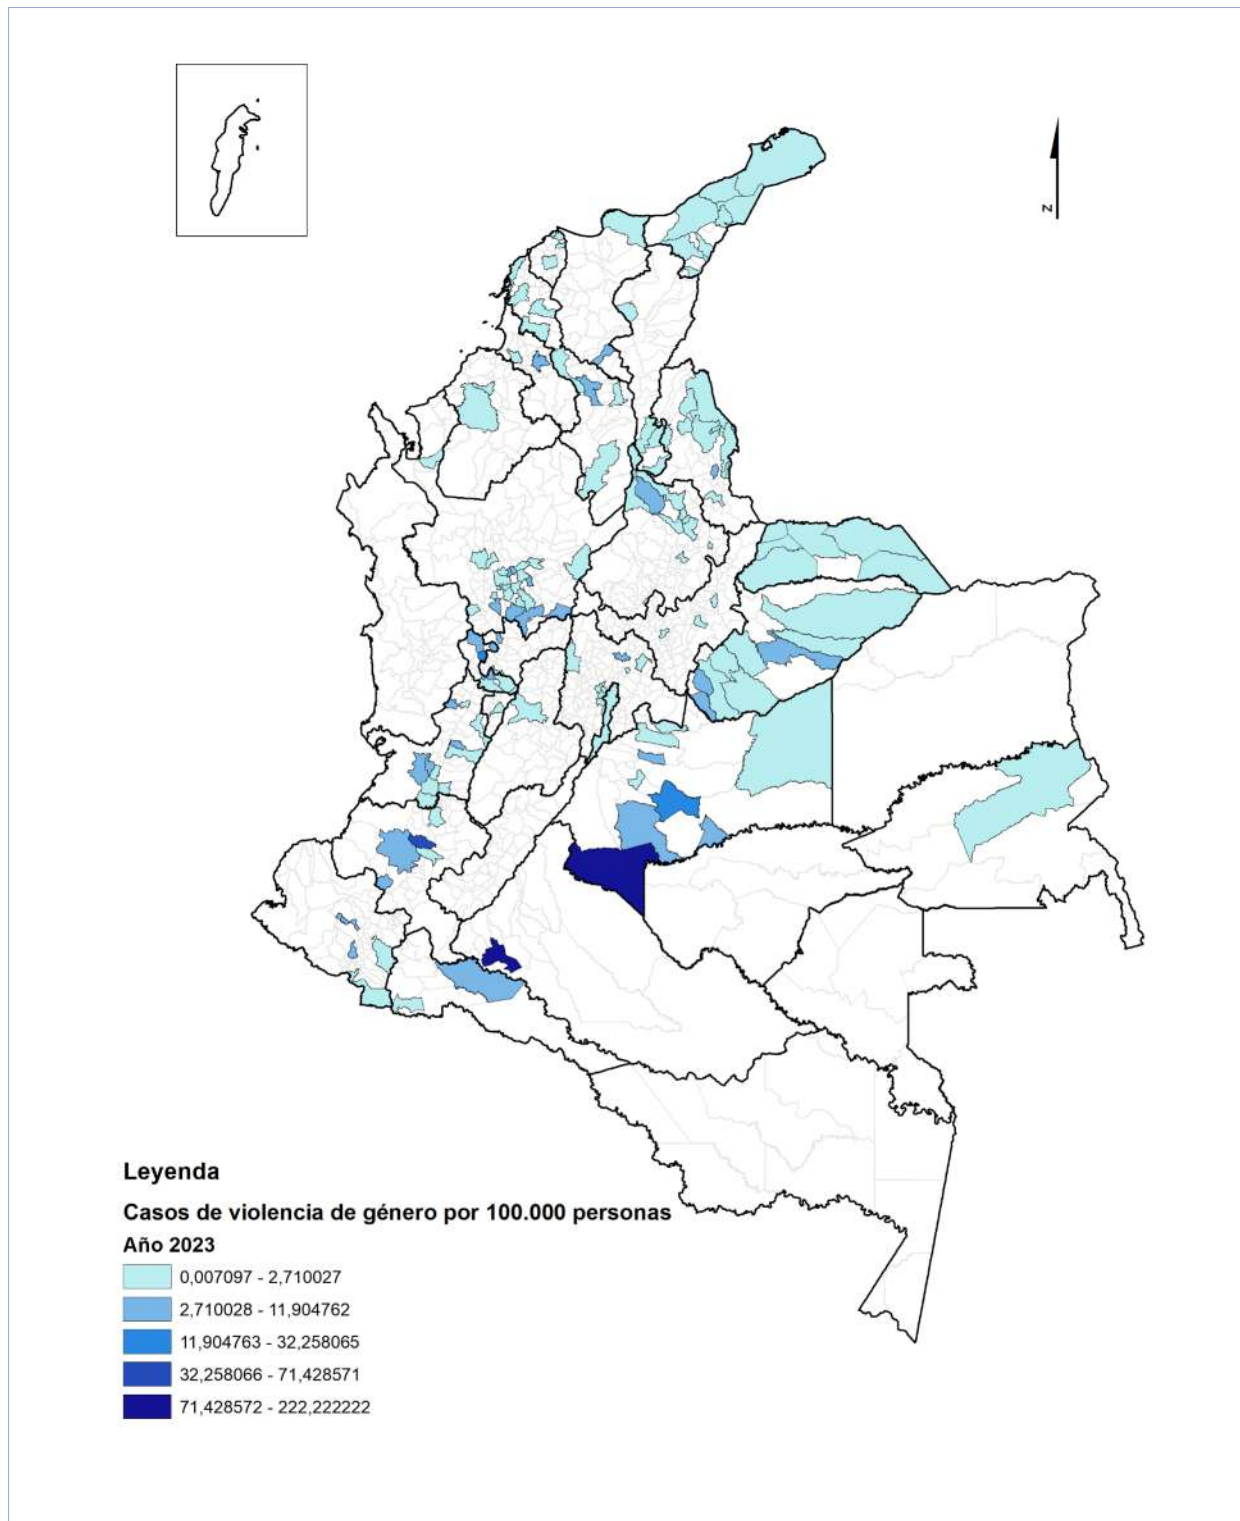 N
Leyenda
Casos de violencia de género por 100.000 personas
Año 2023
0,007097 - 2,710027
2,710028 - 11,904762
11,904763 - 32,258065
32,258066 - 71,428571
71,428572 - 222,222222